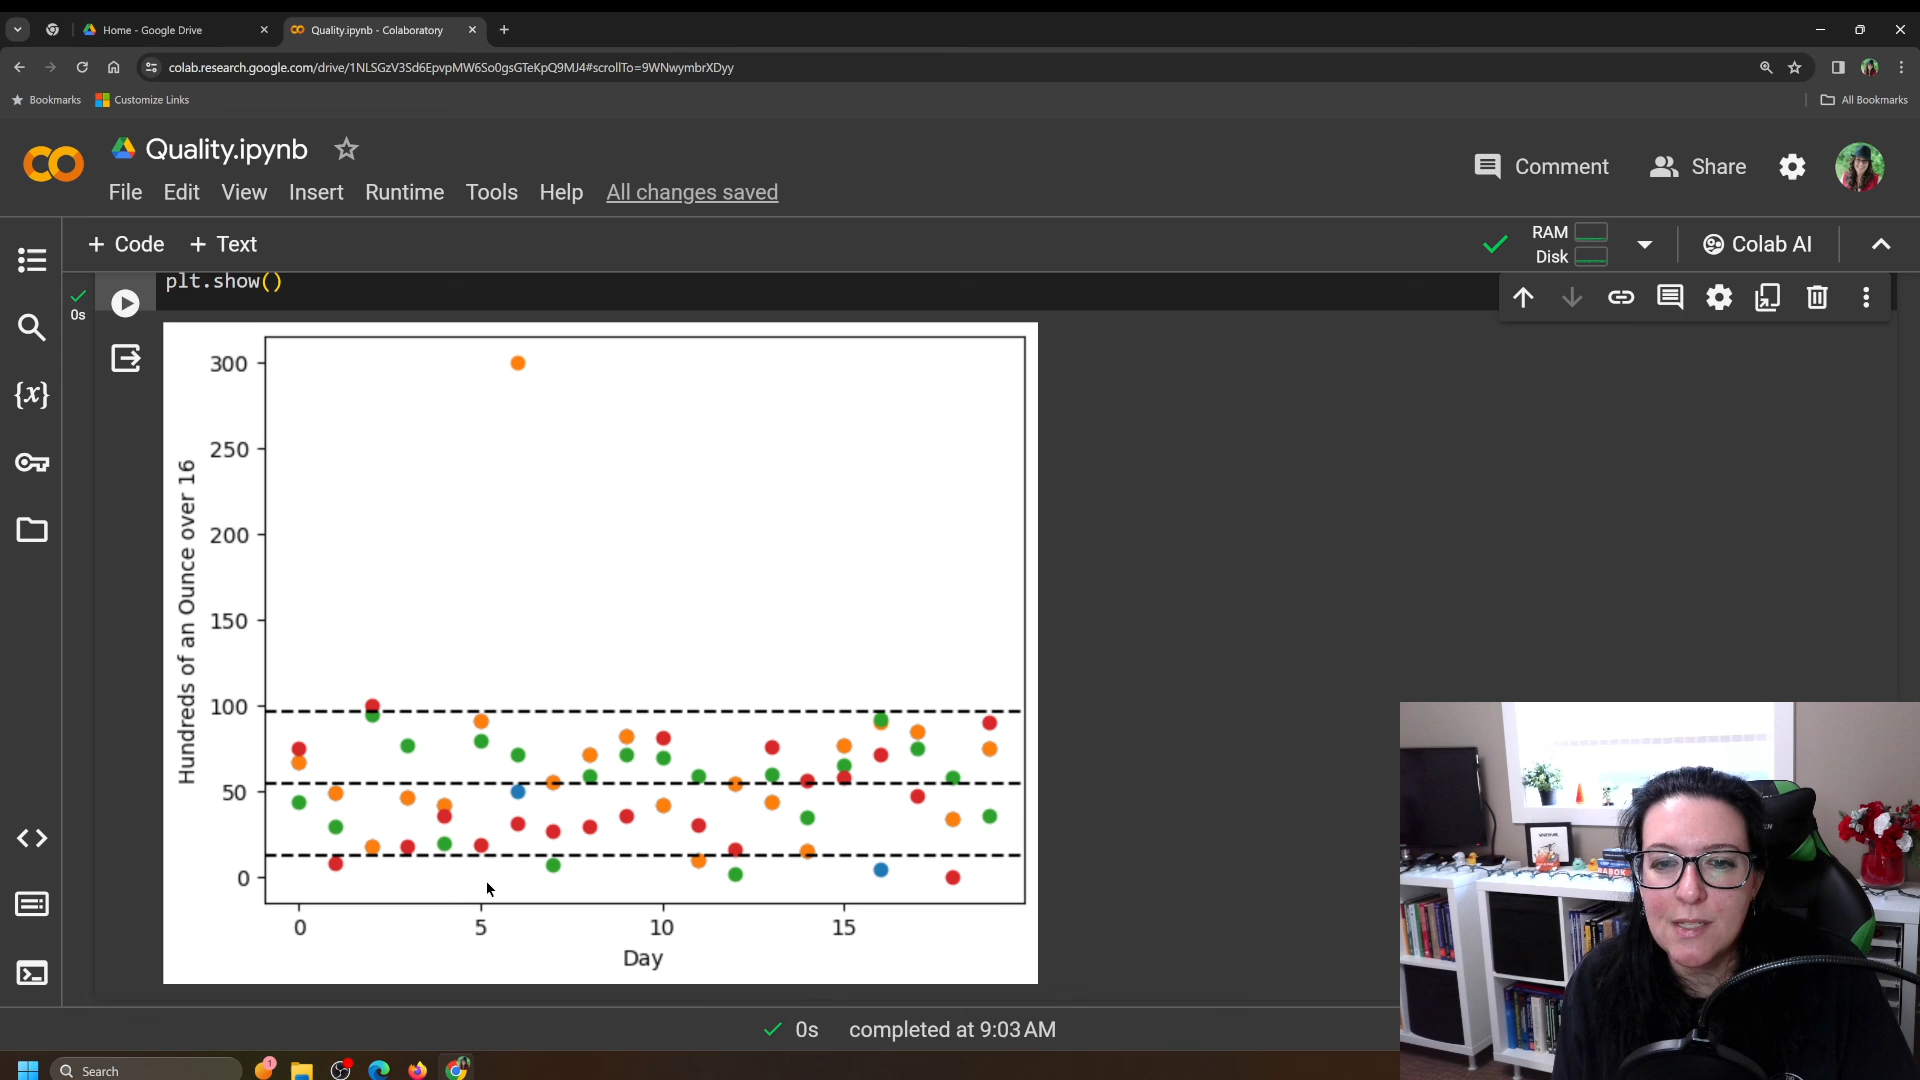 Home - Google Drive
Quality.ipynb - Colaboratory
colab.research.google.com/drive/1NLSGzV3Sd6EpvpMW6So0gsGTeKpQ9MJ4#scrollTo=9WNwymbrXDyy
Bookmarks
Customize Links
All Bookmarks
CO
Quality.ipynb
Comment
Share
File Edit View Insert Runtime Tools Help All changes saved
+ Code + Text
RAM
Disk
Colab AI
plt.show()
0s
{x}
300
250
200
150
100
50
0
Hundreds of an Ounce over 16
0 5 10 15
Day
0s completed at 9:03 AM
Search
1